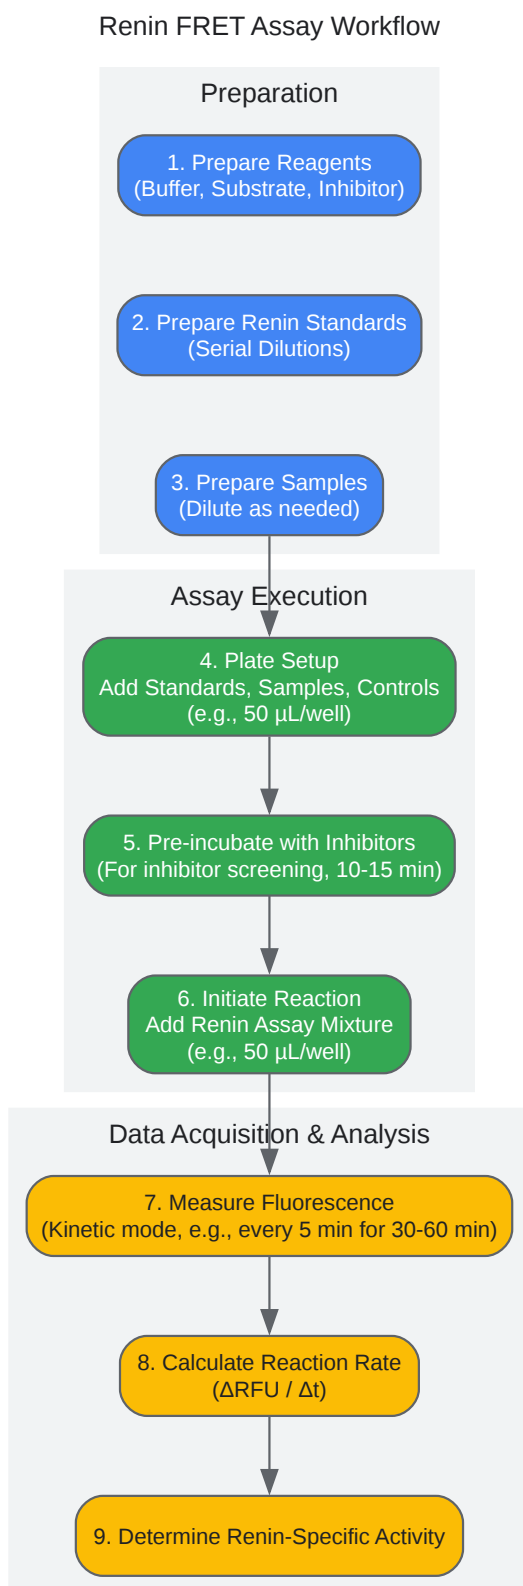 Renin FRET Assay Workflow
Preparation
1. Prepare Reagents
(Buffer, Substrate, Inhibitor)
2. Prepare Renin Standards
(Serial Dilutions)
3. Prepare Samples
(Dilute as needed)
Assay Execution
4. Plate Setup
Add Standards, Samples, Controls
(e.g., 50 µL/well)
5. Pre-incubate with Inhibitors
(For inhibitor screening, 10-15 min)
6. Initiate Reaction
Add Renin Assay Mixture
(e.g., 50 µL/well)
Data Acquisition & Analysis
7. Measure Fluorescence
(Kinetic mode, e.g., every 5 min for 30-60 min)
8. Calculate Reaction Rate
(ΔRFU / Δt)
9. Determine Renin-Specific Activity